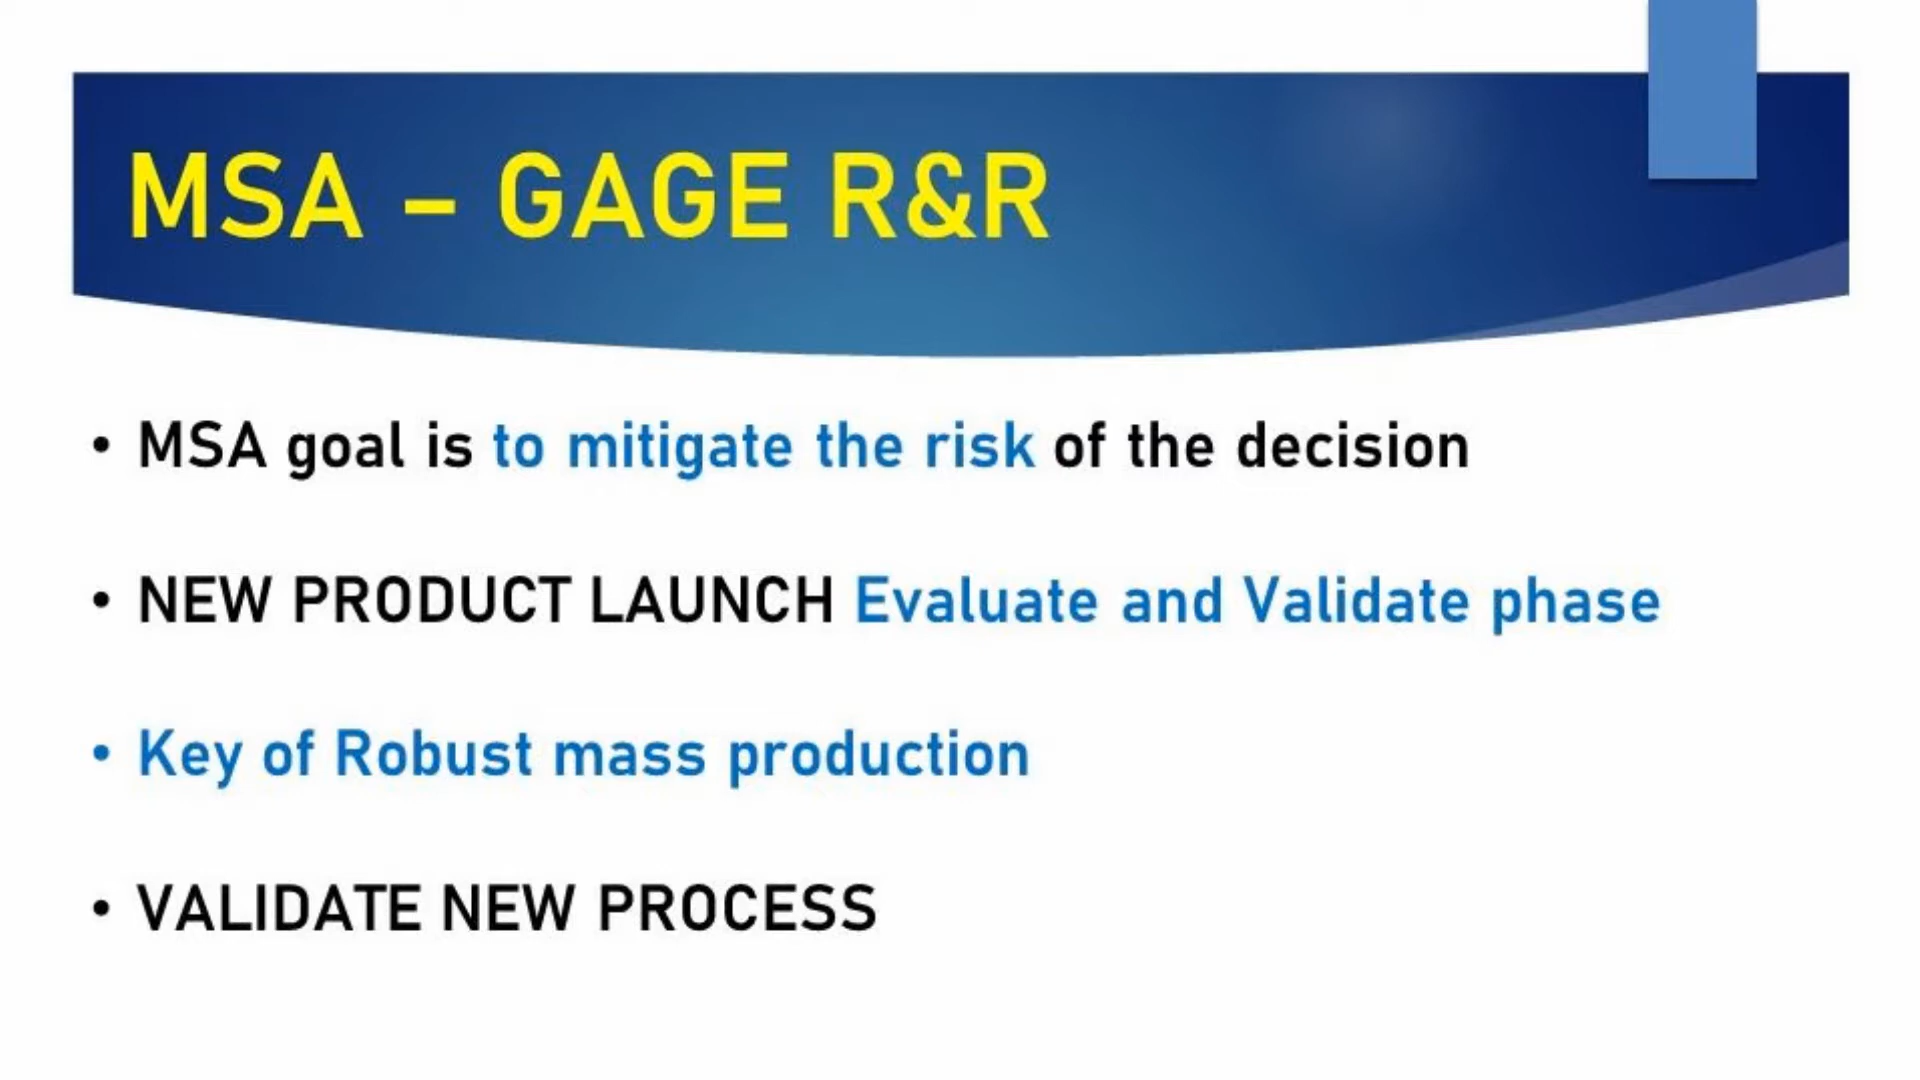 MSA – GAGE R&R
• MSA goal is to mitigate the risk of the decision
• NEW PRODUCT LAUNCH Evaluate and Validate phase
• Key of Robust mass production
• VALIDATE NEW PROCESS